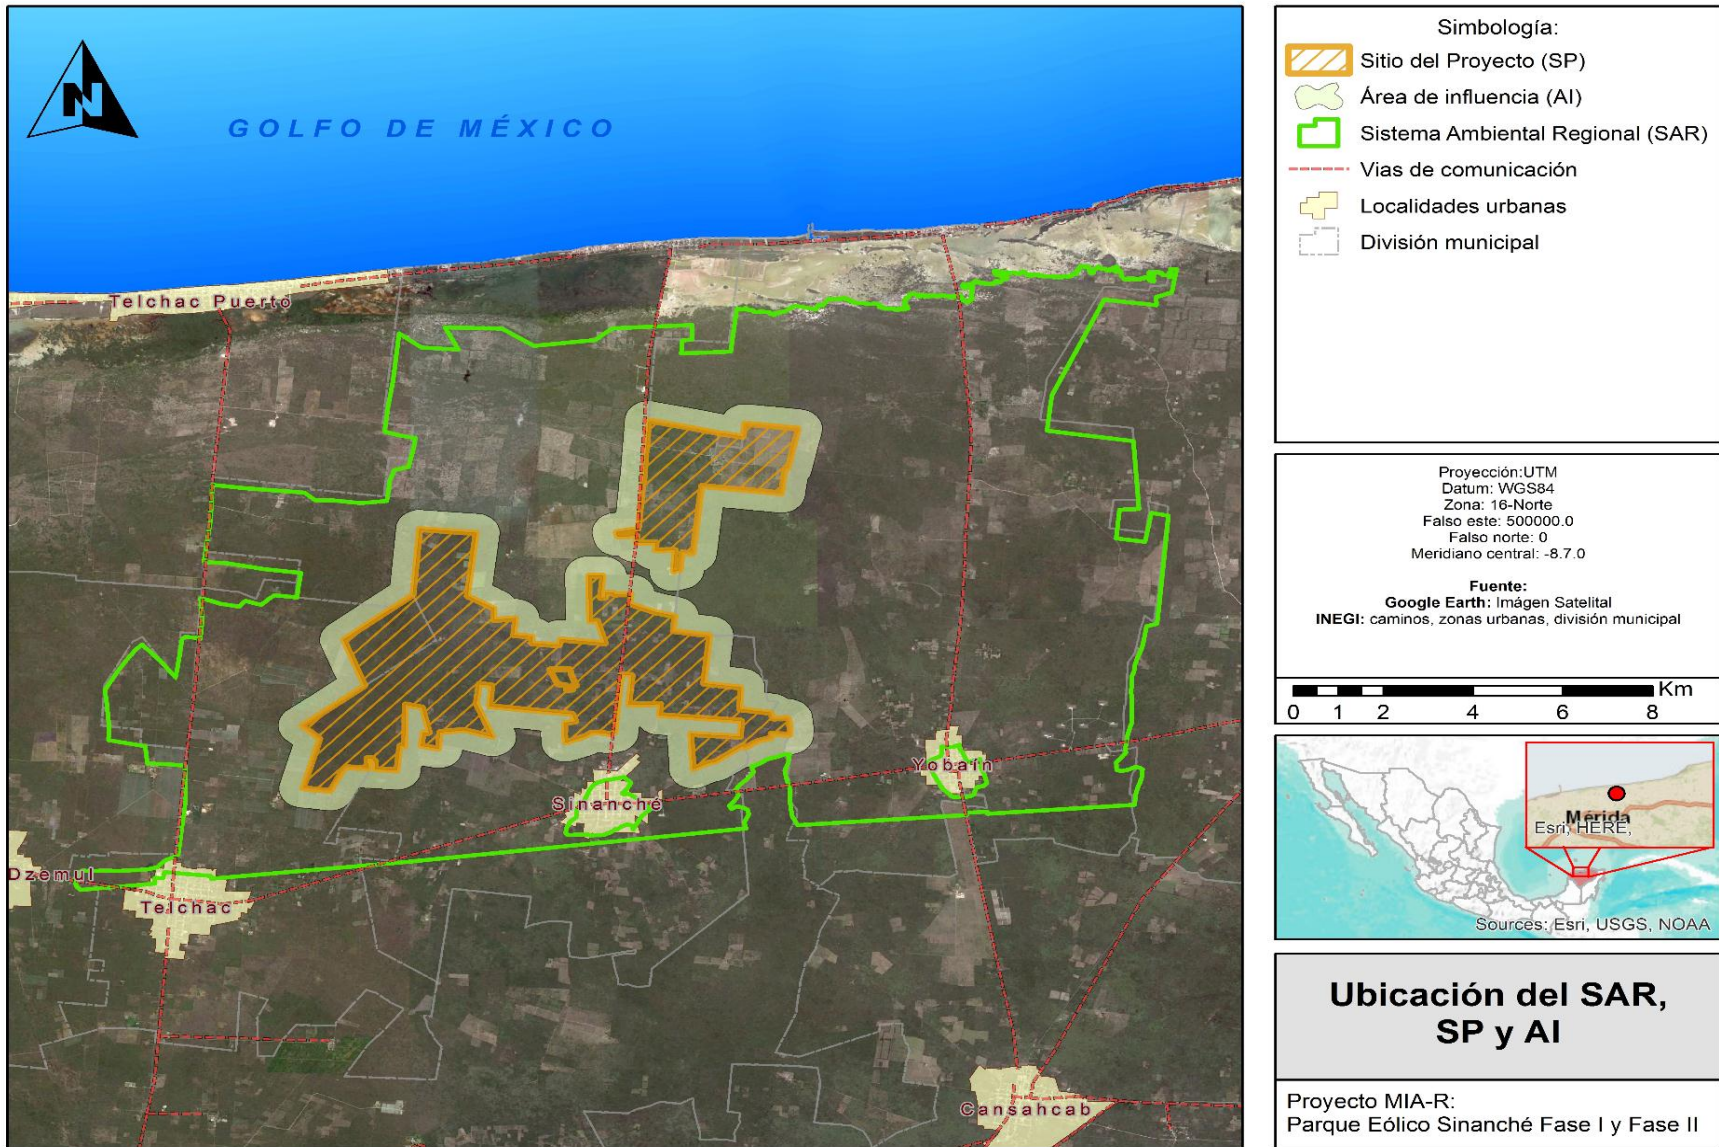 N
GOLFO DE MÉXICO
Telchac Puerto
Yobaín
Sinanché
Dzemul
Telchac
Cansahcab
Simbología:
Sitio del Proyecto (SP)
Área de influencia (AI)
Sistema Ambiental Regional (SAR)
Vias de comunicación
Localidades urbanas
División municipal
Proyección:UTM
Datum: WGS84
Zona: 16-Norte
Falso este: 500000.0
Falso norte: 0
Meridiano central: -8.7.0
Fuente:
Google Earth: Imágen Satelital
INEGI: caminos, zonas urbanas, división municipal
Km
0 1 2 4 6 8
Mérida
Esri, HERE,
Sources: Esri, USGS, NOAA
Ubicación del SAR,
SP y AI
Proyecto MIA-R:
Parque Eólico Sinanché Fase I y Fase II